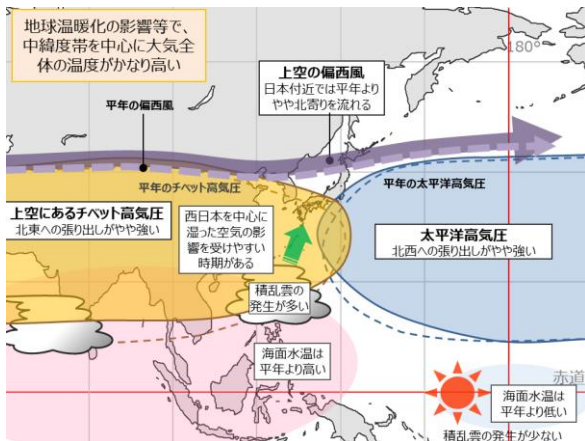 地球温暖化の影響等で、
中緯度帯を中心に大気全
体の温度がかなり高い
180°
上空の偏西風
日本付近では平年より
やや北寄りを流れる
平年の偏西風
平年のチベット高気圧
平年の太平洋高気圧
上空にあるチベット高気圧
北東への張り出しがやや強い
西日本を中心に
湿った空気の影
響を受けやすい
時期がある
太平洋高気圧
北西への張り出しがやや強い
積乱雲の
発生が多い
海面水温は
平年より高い
赤道
海面水温は
平年より低い
積乱雲の発生が少ない